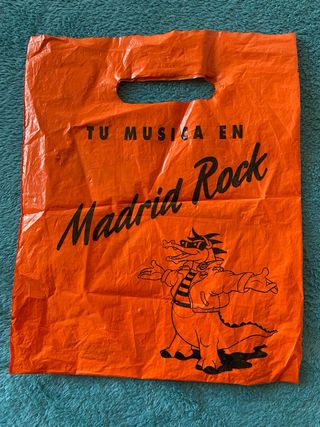 TU MUSICA EN
Madrid Rock